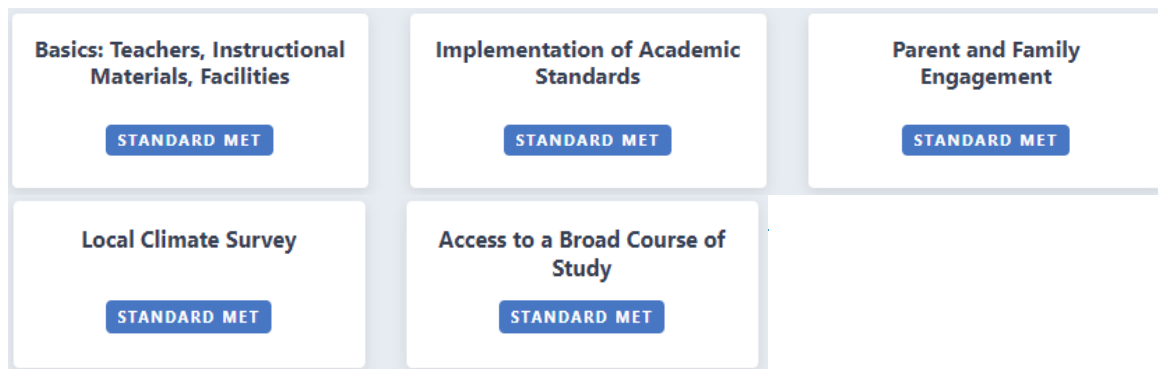 Basics: Teachers, Instructional
Materials, Facilities
STANDARD MET
Implementation of Academic
Standards
STANDARD MET
Parent and Family
Engagement
STANDARD MET
Local Climate Survey
STANDARD MET
Access to a Broad Course of
Study
STANDARD MET